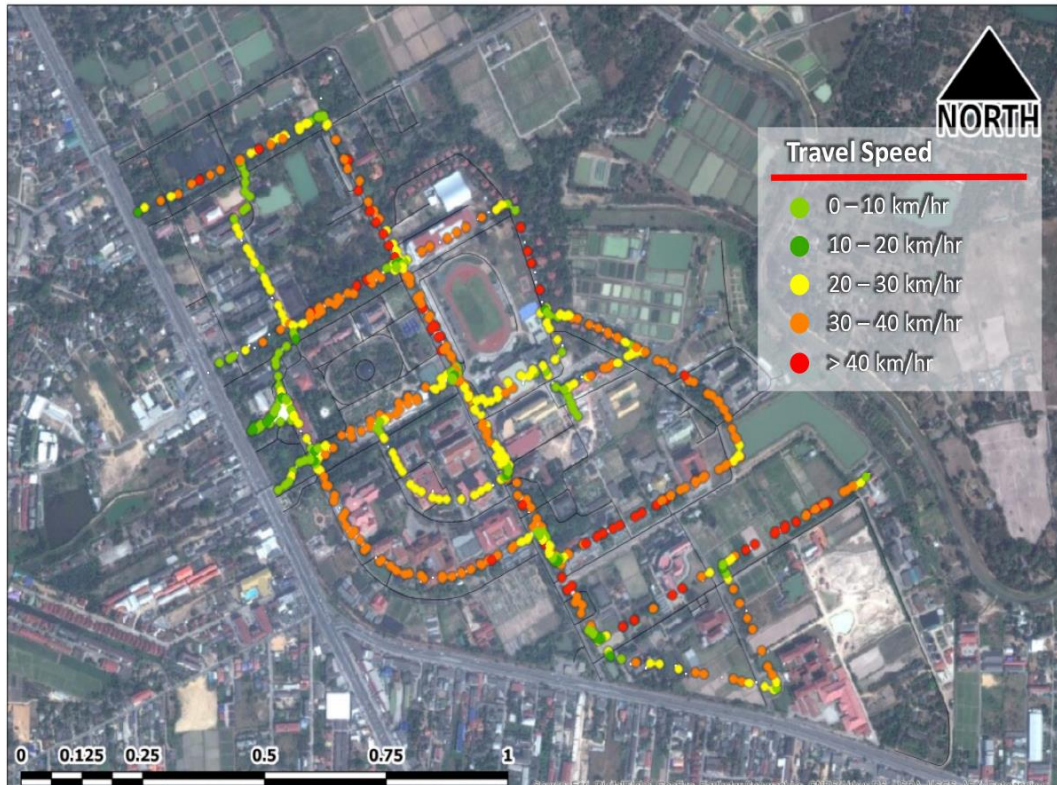 NORTH
Travel Speed
0 – 10 km/hr
10 – 20 km/hr
20 – 30 km/hr
30 – 40 km/hr
> 40 km/hr
0 0.125 0.25 0.5 0.75 1